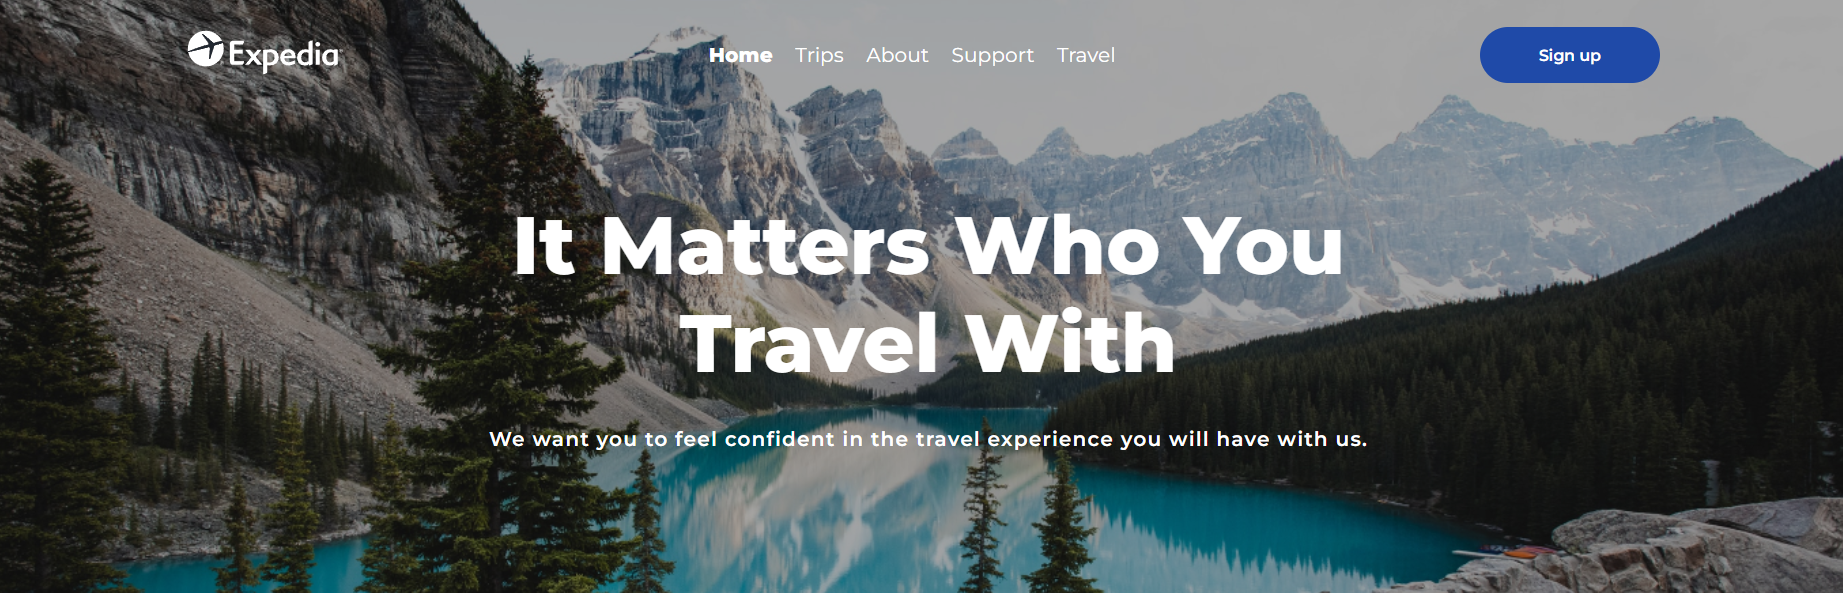 Expedia
Home Trips About Support Travel
Sign up
It Matters Who You
Travel With
We want you to feel confident in the travel experience you will have with us.